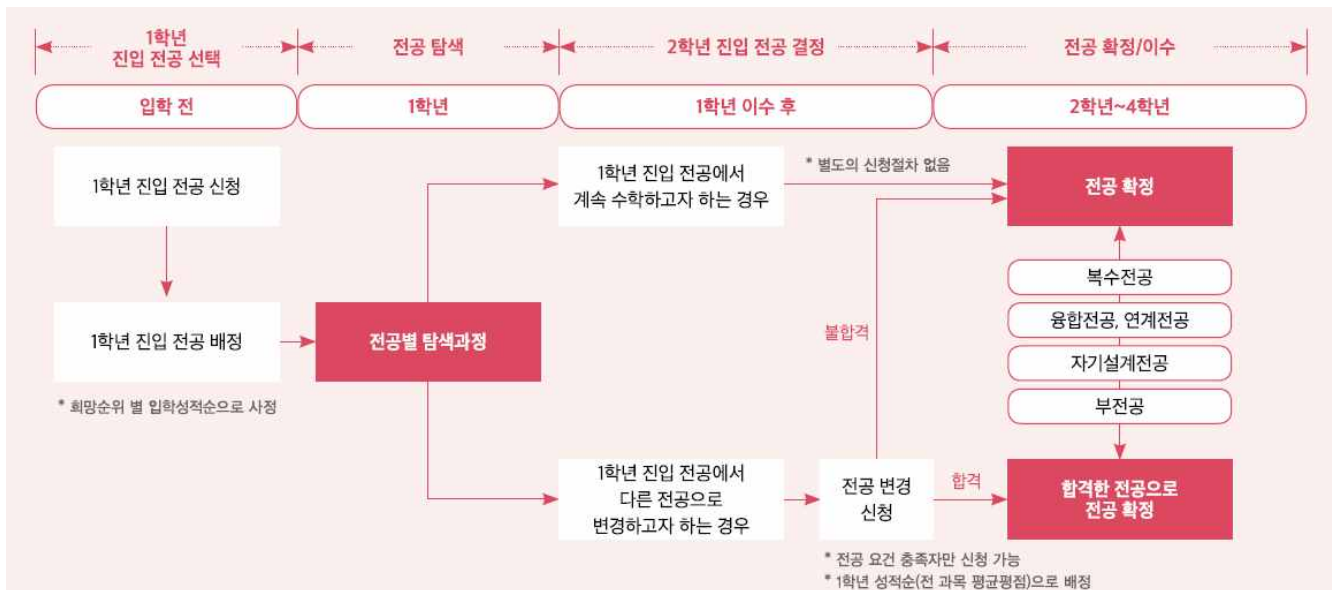 1학년
진입 전공 선택
전공 탐색
2학년 진입 전공 결정
전공 확정/이수
입학 전
1학년
1학년 이수 후
2학년~4학년
1학년 진입 전공 신청
1학년 진입 전공에서
계속 수학하고자 하는 경우
* 별도의 신청절차 없음
전공 확정
복수전공
융합전공, 연계전공
자기설계전공
부전공
1학년 진입 전공 배정
* 희망순위 별 입학성적순으로 사정
전공별 탐색과정
불합격
1학년 진입 전공에서
다른 전공으로
변경하고자 하는 경우
전공 변경
신청
합격
합격한 전공으로
전공 확정
* 전공 요건 충족자만 신청 가능
* 1학년 성적순(전 과목 평균평점)으로 배정